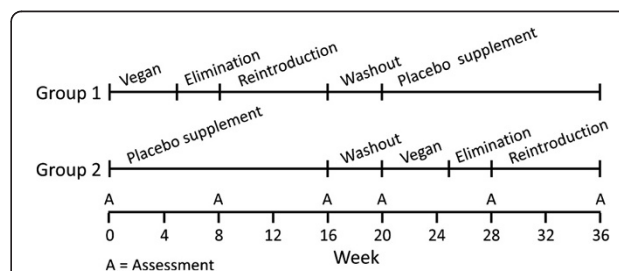 Vegan Elimination Reintroduction Washout Placebo supplement
Group 1
Placebo supplement Washout Vegan Elimination Reintroduction
Group 2
A A A A A A
0 4 8 12 16 20 24 28 32 36
Week
A = Assessment